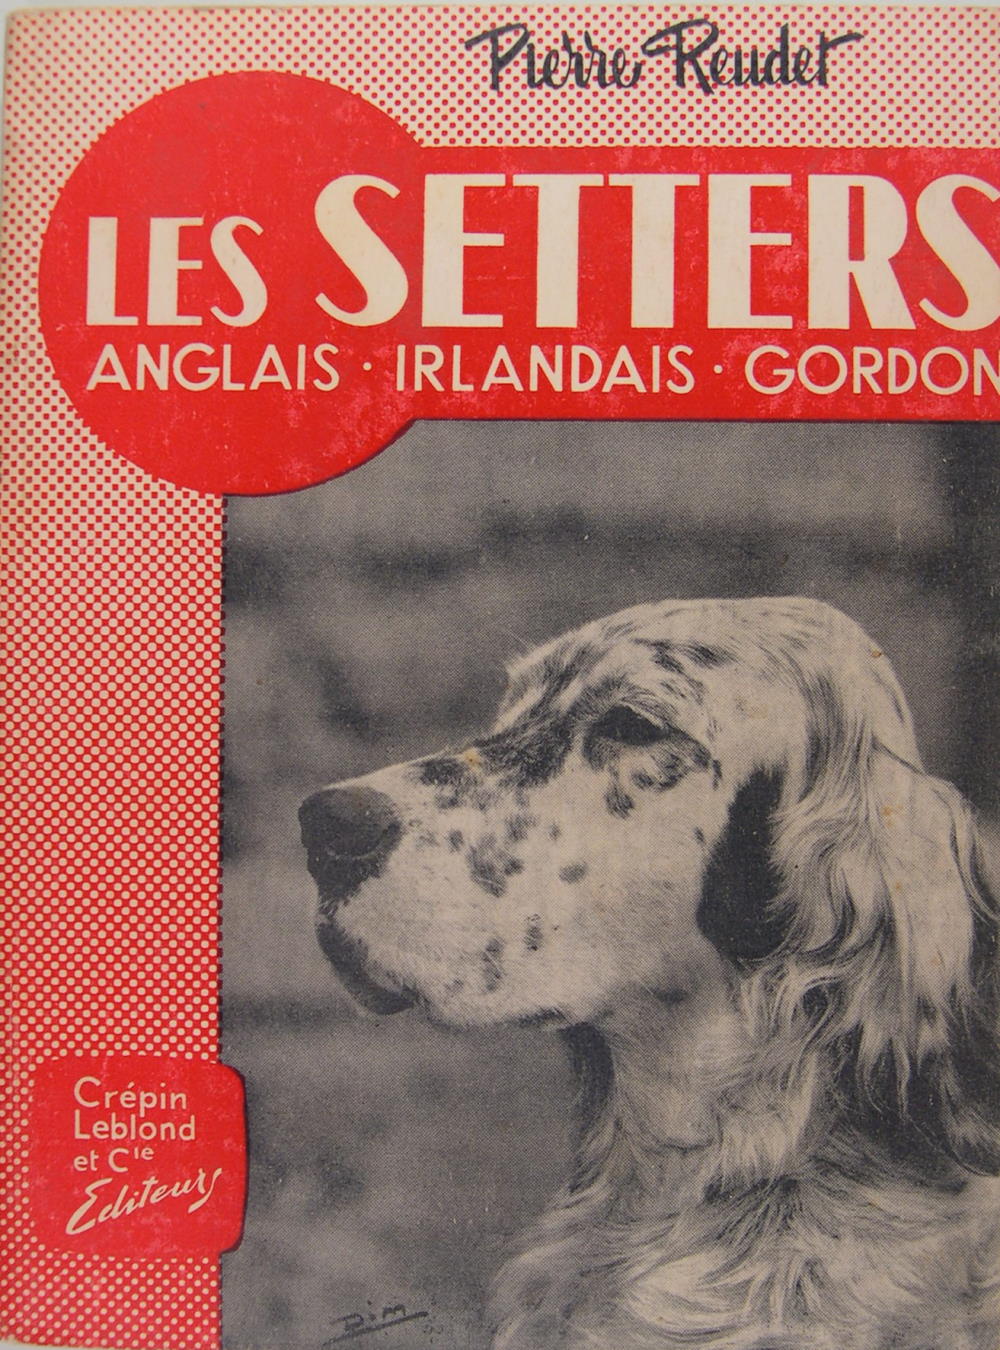 Pierre Reudet
LES SETTERS
ANGLAIS · IRLANDAIS · GORDON
Crépin
Leblond
et Cie
Editeurs
Dim